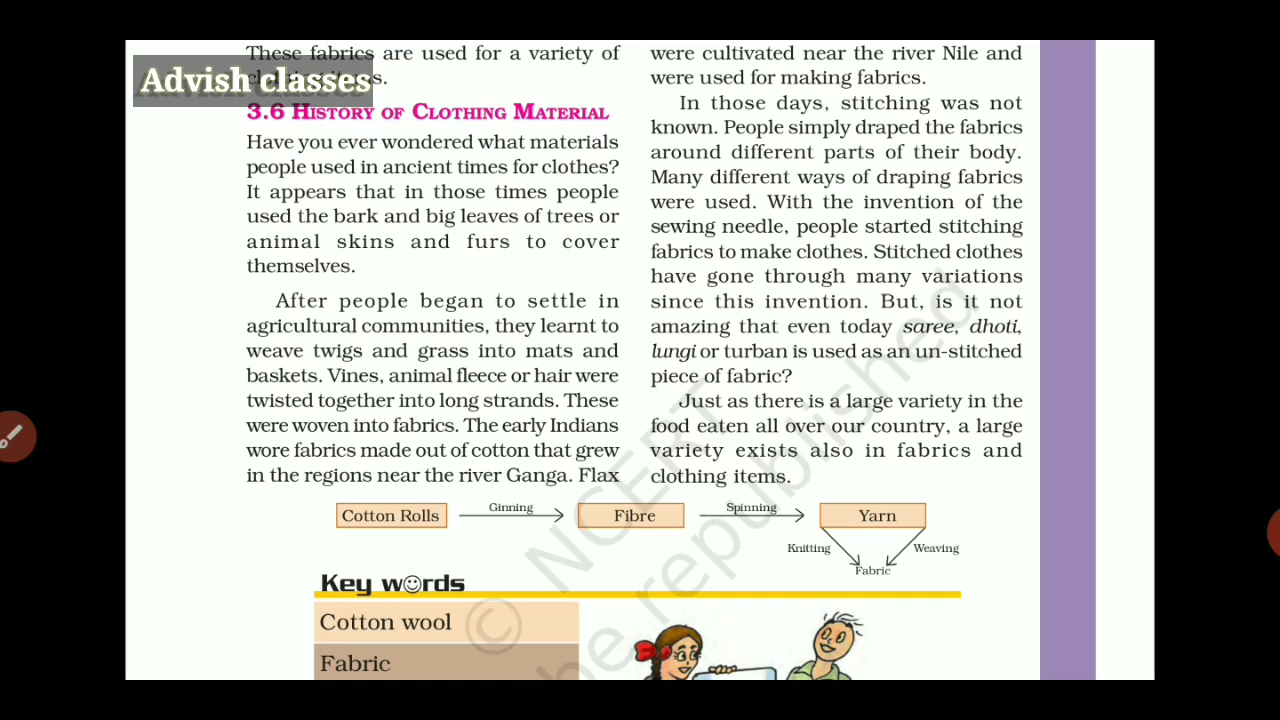 Advish classes
These fabrics are used for a variety of
3.6 HISTORY OF CLOTHING MATERIAL
Have you ever wondered what materials
people used in ancient times for clothes?
It appears that in those times people
used the bark and big leaves of trees or
animal skins and furs to cover
themselves.
After people began to settle in
agricultural communities, they learnt to
weave twigs and grass into mats and
baskets. Vines, animal fleece or hair were
twisted together into long strands. These
were woven into fabrics. The early Indians
wore fabrics made out of cotton that grew
in the regions near the river Ganga. Flax
were cultivated near the river Nile and
were used for making fabrics.
In those days, stitching was not
known. People simply draped the fabrics
around different parts of their body.
Many different ways of draping fabrics
were used. With the invention of the
sewing needle, people started stitching
fabrics to make clothes. Stitched clothes
have gone through many variations
since this invention. But, is it not
amazing that even today saree, dhoti,
lungi or turban is used as an un-stitched
piece of fabric?
Just as there is a large variety in the
food eaten all over our country, a large
variety exists also in fabrics and
clothing items.
Cotton Rolls
Ginning
Fibre
Spinning
Yarn
Knitting
Weaving
Fabric
Key words
Cotton wool
Fabric
© NCERT
be republished